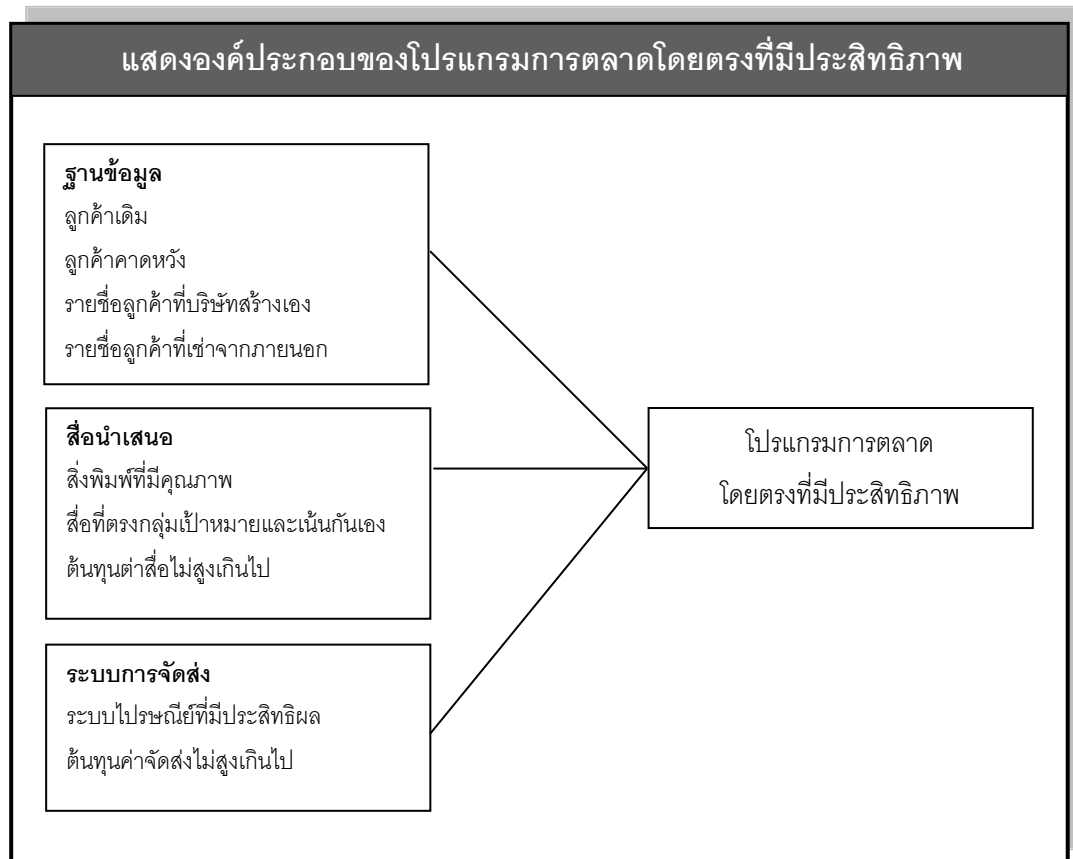 แสดงองค์ประกอบของโปรแกรมการตลาดโดยตรงที่มีประสิทธิภาพ
ฐานข้อมูล
ลูกค้าเดิม
ลูกค้าคาดหวัง
รายชื่อลูกค้าที่บริษัทสร้างเอง
รายชื่อลูกค้าที่เช่าจากภายนอก
สื่อนำเสนอ
สิ่งพิมพ์ที่มีคุณภาพ
สื่อที่ตรงกลุ่มเป้าหมายและเน้นกันเอง
ต้นทุนต่าสื่อไม่สูงเกินไป
ระบบการจัดส่ง
ระบบไปรษณีย์ที่มีประสิทธิผล
ต้นทุนค่าจัดส่งไม่สูงเกินไป
โปรแกรมการตลาด
โดยตรงที่มีประสิทธิภาพ